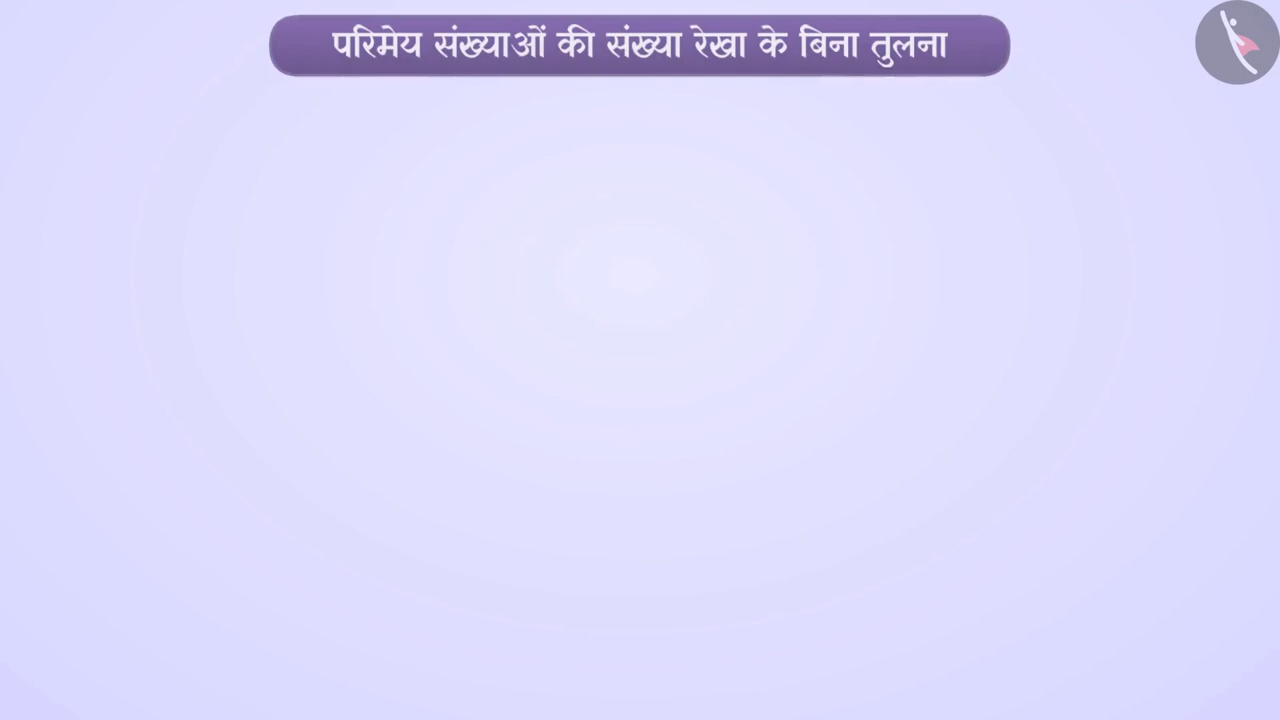 परिमेय संख्याओं की संख्या रेखा के बिना तुलना